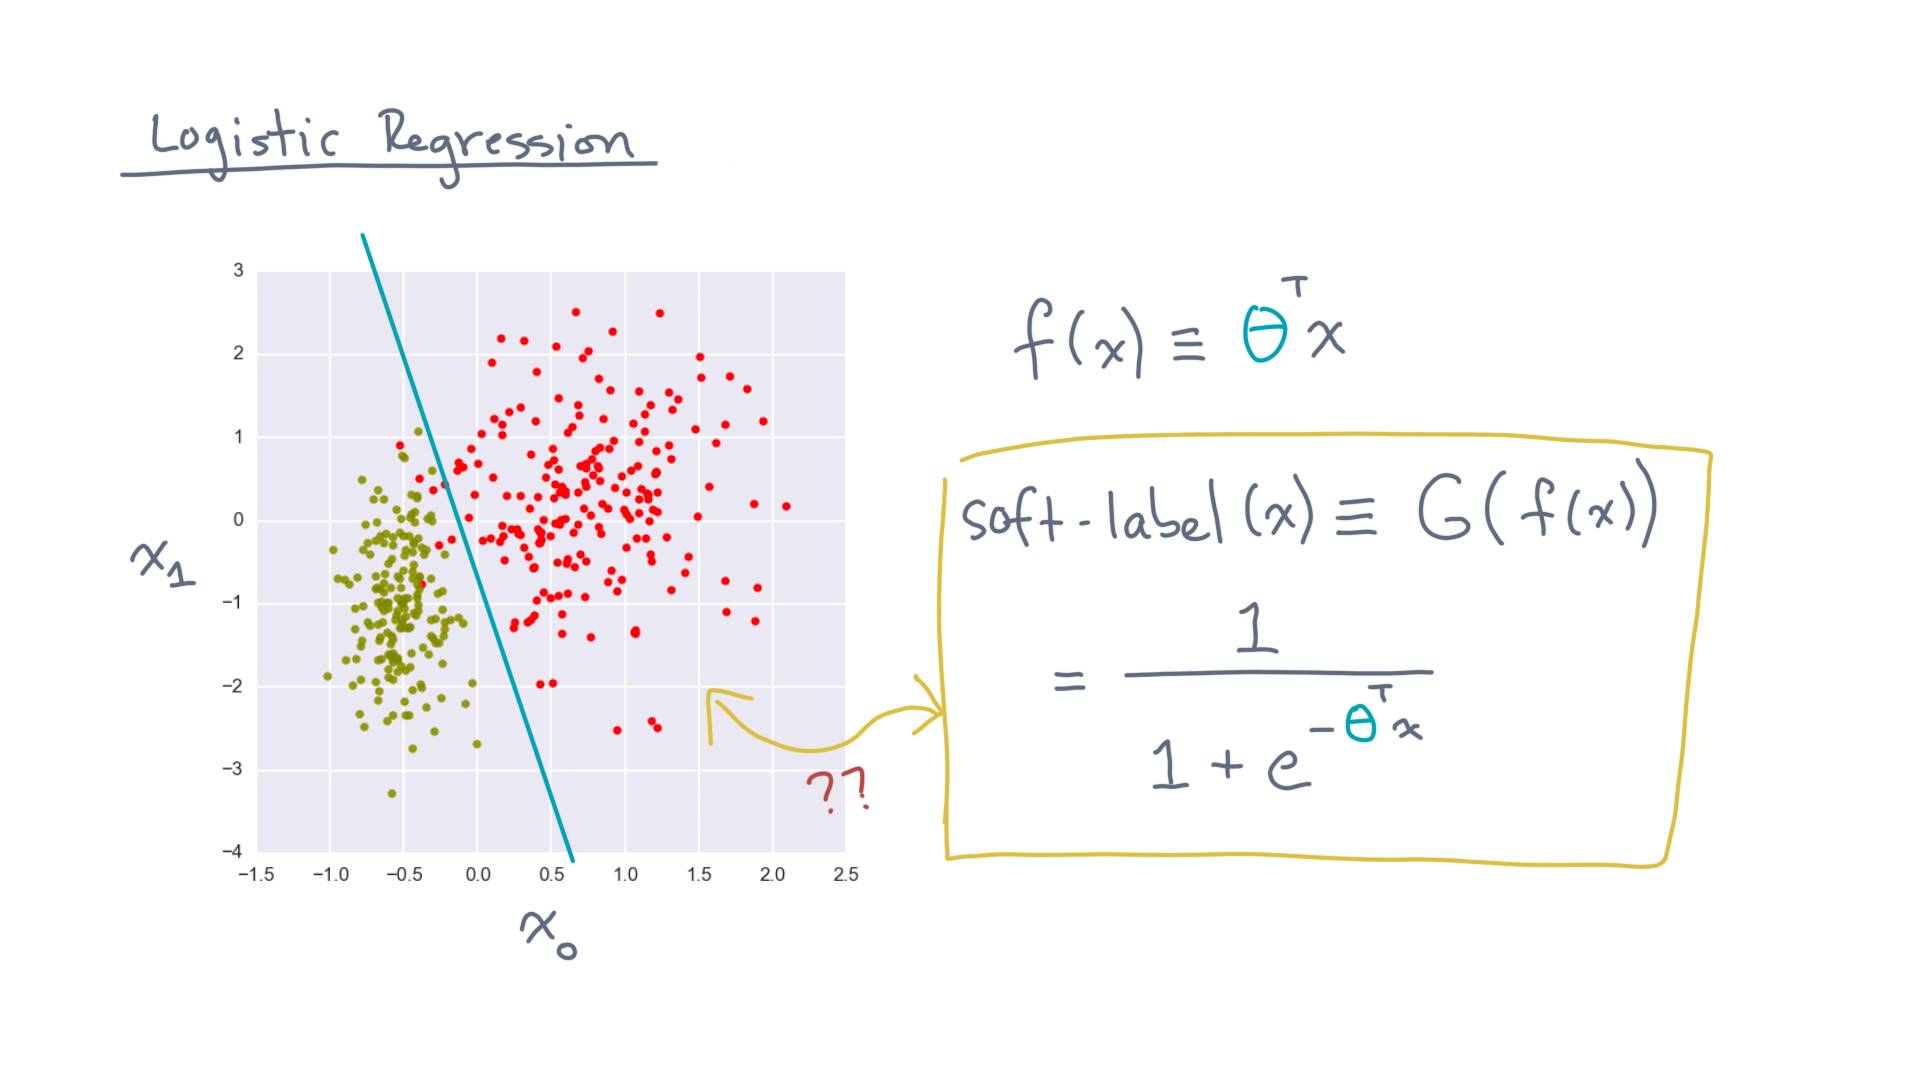 Logistic Regression
3
2
1
0
−1
−2
−3
−4
−1.5 −1.0 −0.5 0.0 0.5 1.0 1.5 2.0 2.5
x₁
x₀
??
f(x) ≡ θᵀx
soft-label(x) ≡ G(f(x))
= 1 / (1 + e^(−θᵀx))